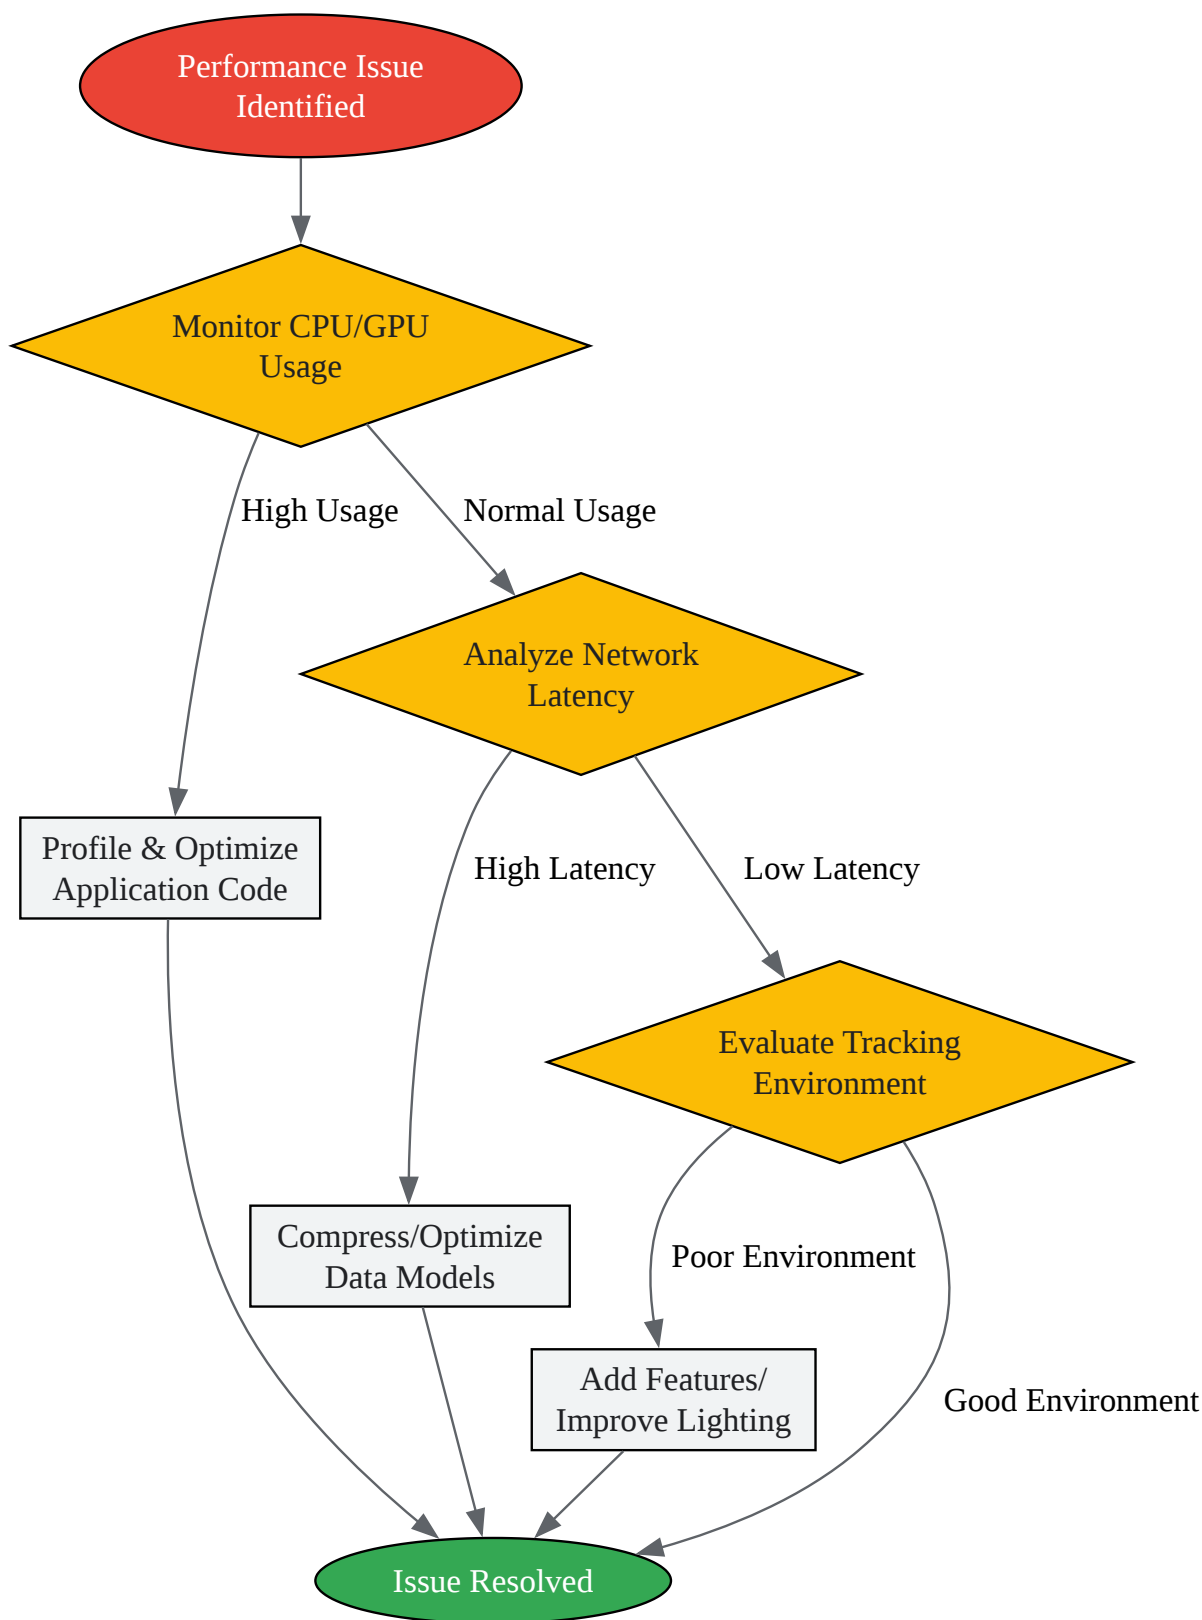 Performance Issue
Identified
Monitor CPU/GPU
Usage
High Usage
Normal Usage
Analyze Network
Latency
Profile & Optimize
Application Code
High Latency
Low Latency
Evaluate Tracking
Environment
Compress/Optimize
Data Models
Poor Environment
Add Features/
Improve Lighting
Good Environment
Issue Resolved